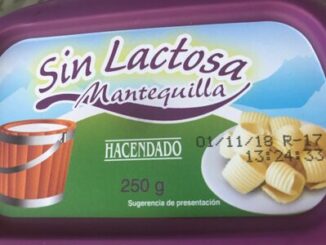 Sin Lactosa
Mantequilla
HACENDADO
01/11/18 R-17
13:24:33
250 g
Sugerencia de presentación